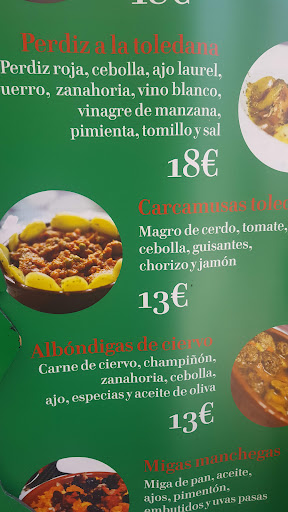 18€
Perdiz a la toledana
Perdiz roja, cebolla, ajo laurel,
uerro, zanahoria, vino blanco,
vinagre de manzana,
pimienta, tomillo y sal
18€
Carcamusas tole
Magro de cerdo, tomate,
cebolla, guisantes,
chorizo y jamón
13€
Albóndigas de ciervo
Carne de ciervo, champiñón,
zanahoria, cebolla,
ajo, especias y aceite de oliva
13€
Migas manchegas
Miga de pan, aceite,
ajos, pimentón,
embutidos y uvas pasas